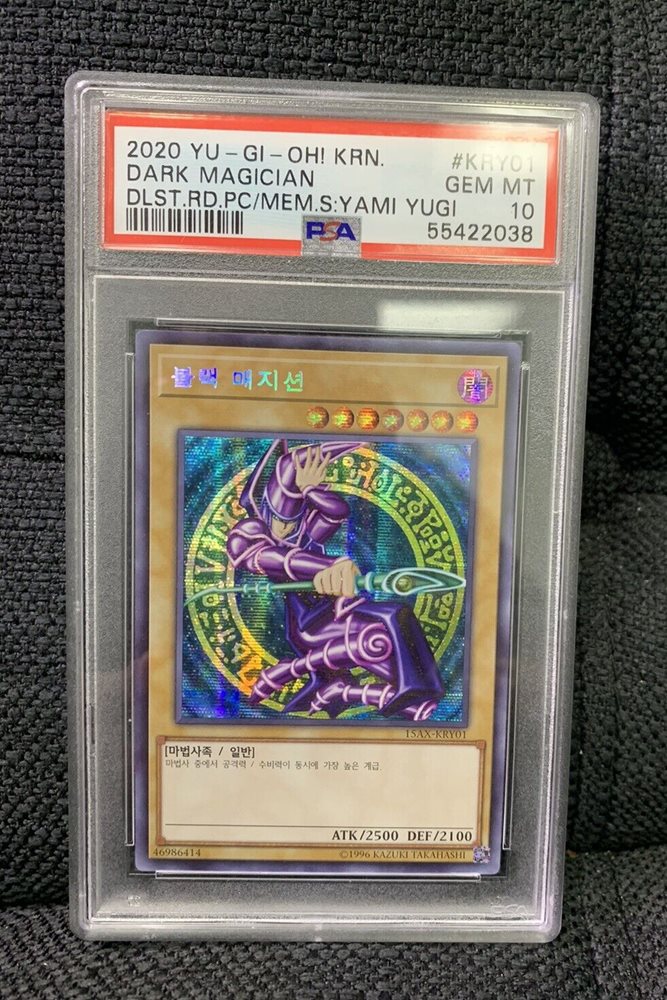 2020 YU-GI-OH! KRN. #KRY01
DARK MAGICIAN GEM MT
DLST.RD.PC/MEM.S:YAMI YUGI 10
PSA 55422038
블랙 매지션 闇
15AX-KRY01
[마법사족 / 일반]
마법사 중에서 공격력 / 수비력이 동시에 가장 높은 계급.
ATK/2500 DEF/2100
46986414 ©1996 KAZUKI TAKAHASHI